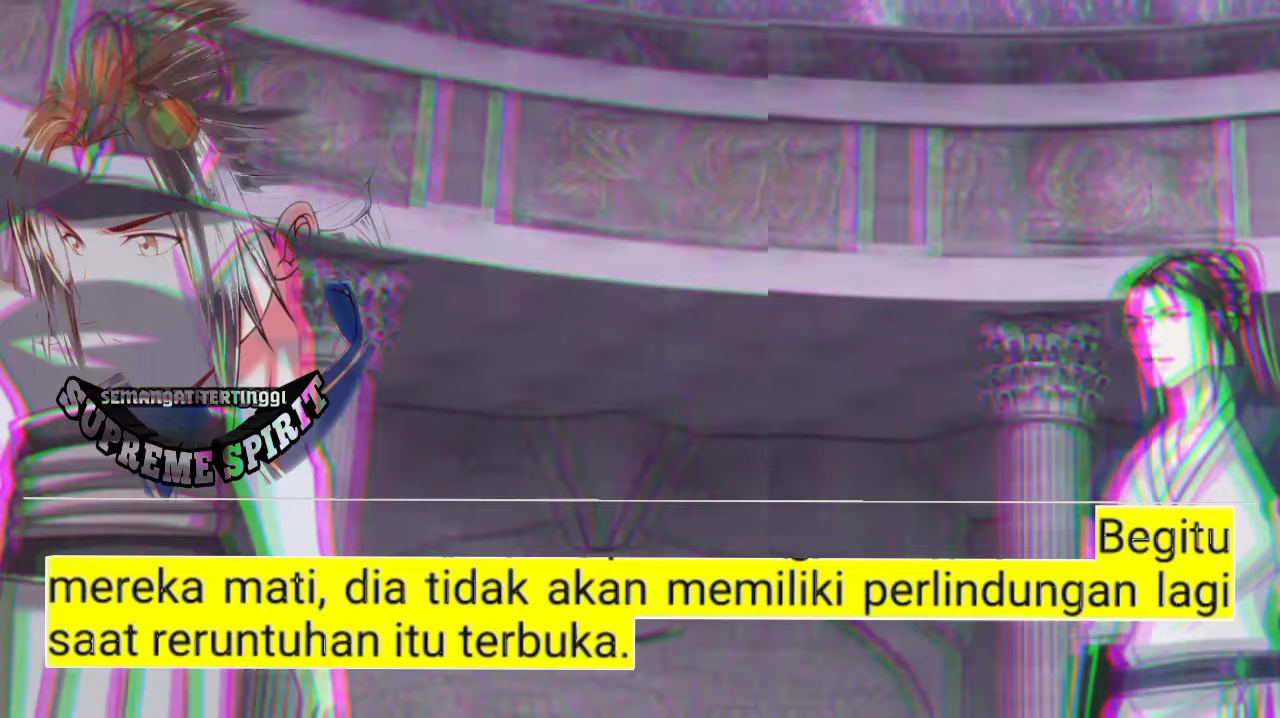 SEMANGAT TERTINGGI
SUPREME SPIRIT
Begitu
mereka mati, dia tidak akan memiliki perlindungan lagi
saat reruntuhan itu terbuka.